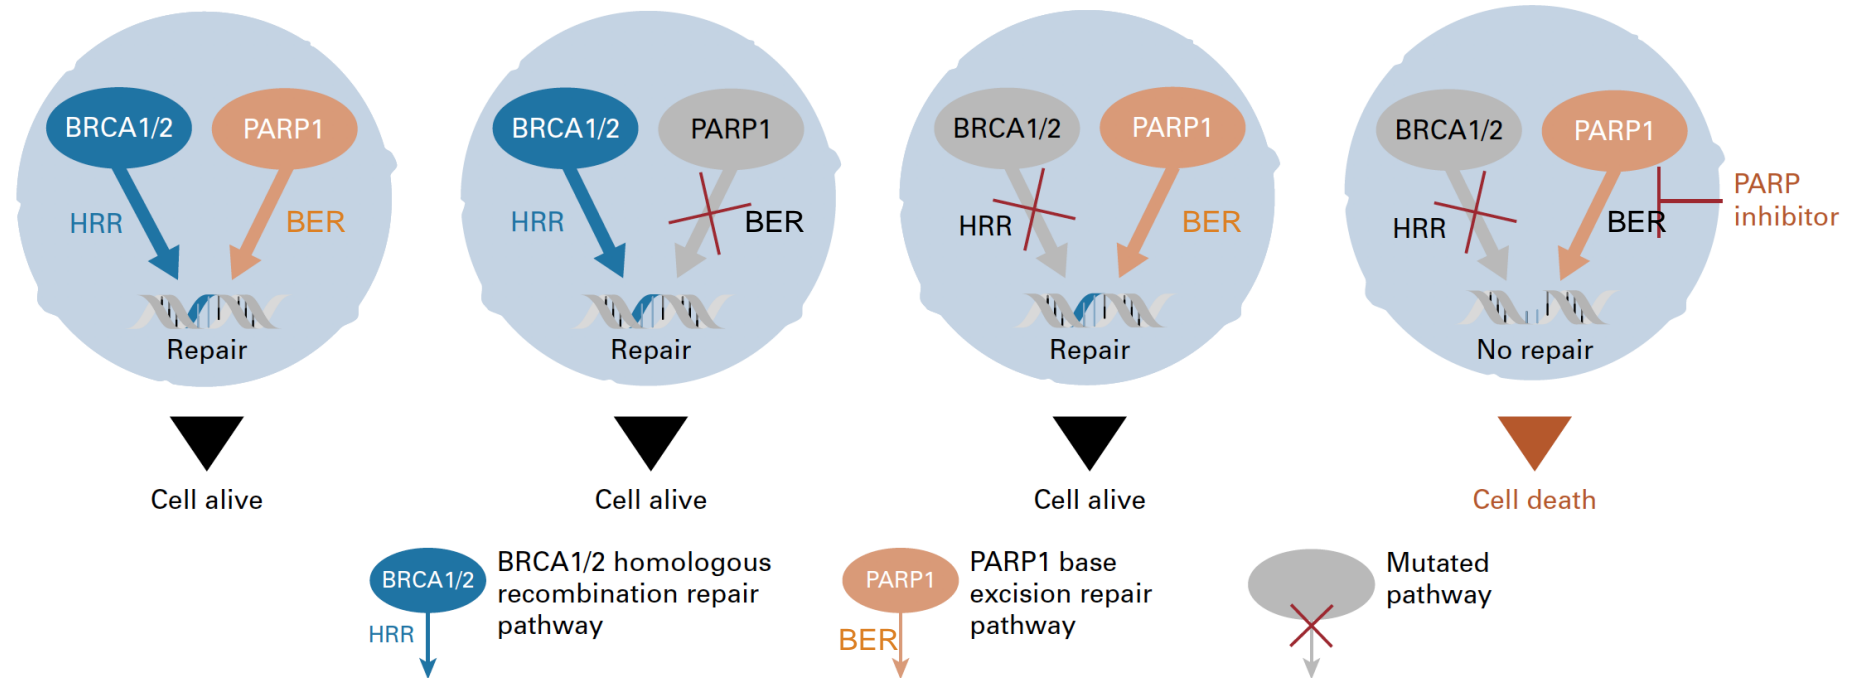 BRCA1/2
PARP1
HRR
BER
Repair
Cell alive
BRCA1/2
PARP1
HRR
BER
Repair
Cell alive
BRCA1/2
PARP1
HRR
BER
Repair
Cell alive
BRCA1/2
PARP1
HRR
BER
PARP
inhibitor
No repair
Cell death
BRCA1/2
HRR
BRCA1/2 homologous
recombination repair
pathway
PARP1
BER
PARP1 base
excision repair
pathway
Mutated
pathway